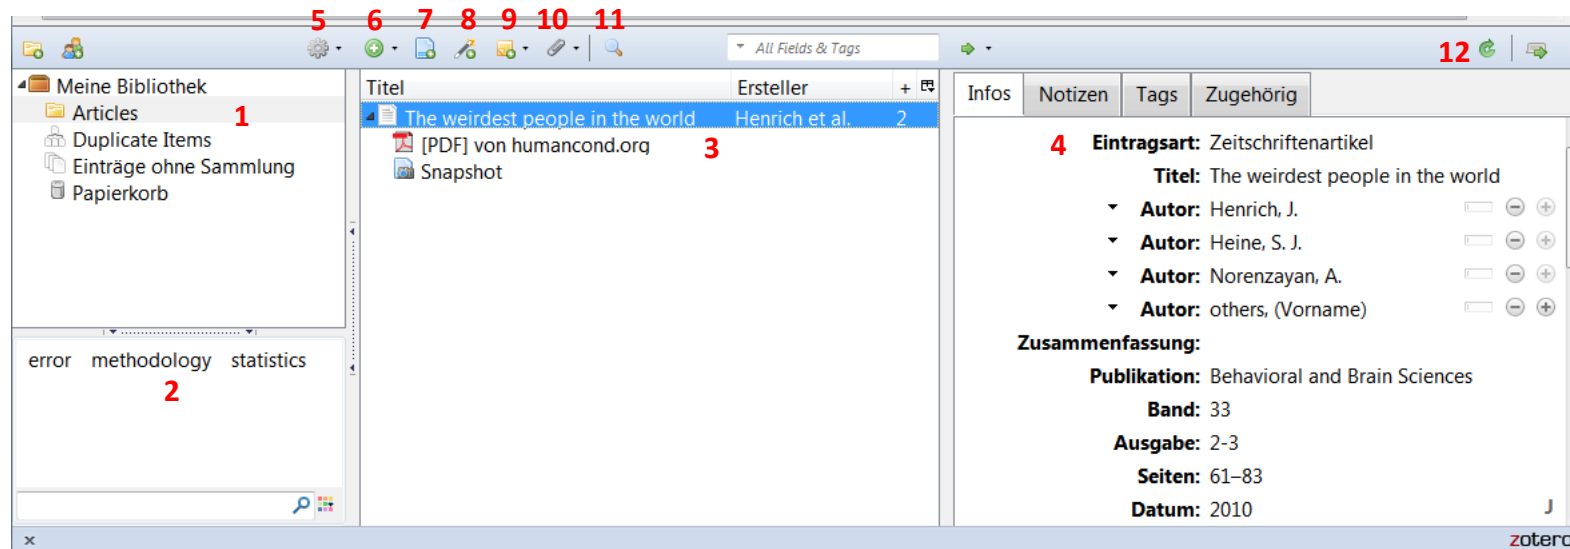 5 6 7 8 9 10 11
All Fields & Tags
12
Meine Bibliothek
Articles
1
Duplicate Items
Einträge ohne Sammlung
Papierkorb
error methodology statistics
2
Titel Ersteller +
The weirdest people in the world Henrich et al. 2
[PDF] von humancond.org
3
Snapshot
Infos Notizen Tags Zugehörig
4
Eintragsart: Zeitschriftenartikel
Titel: The weirdest people in the world
Autor: Henrich, J.
Autor: Heine, S. J.
Autor: Norenzayan, A.
Autor: others, (Vorname)
Zusammenfassung:
Publikation: Behavioral and Brain Sciences
Band: 33
Ausgabe: 2-3
Seiten: 61–83
Datum: 2010 J
x
zotero